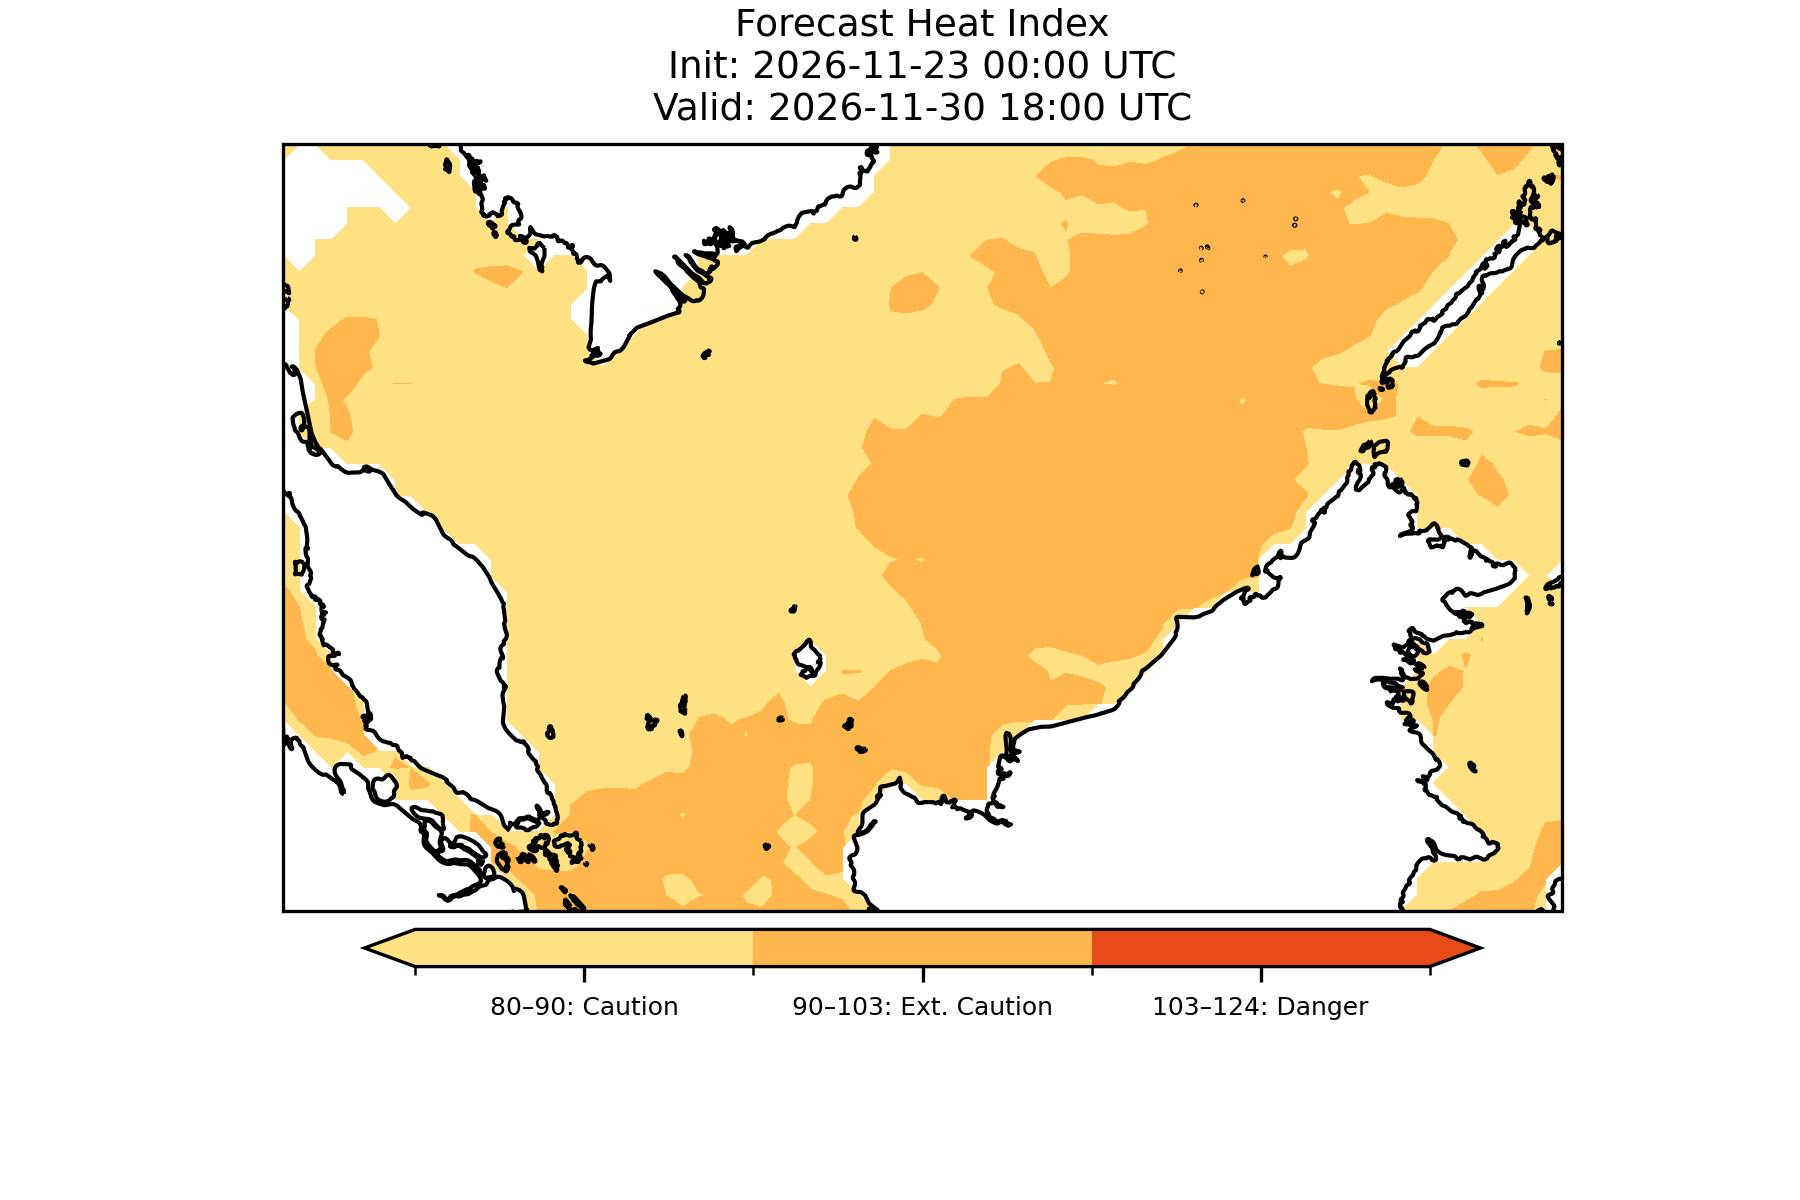 Forecast Heat Index
Init: 2026-11-23 00:00 UTC
Valid: 2026-11-30 18:00 UTC
80–90: Caution
90–103: Ext. Caution
103–124: Danger